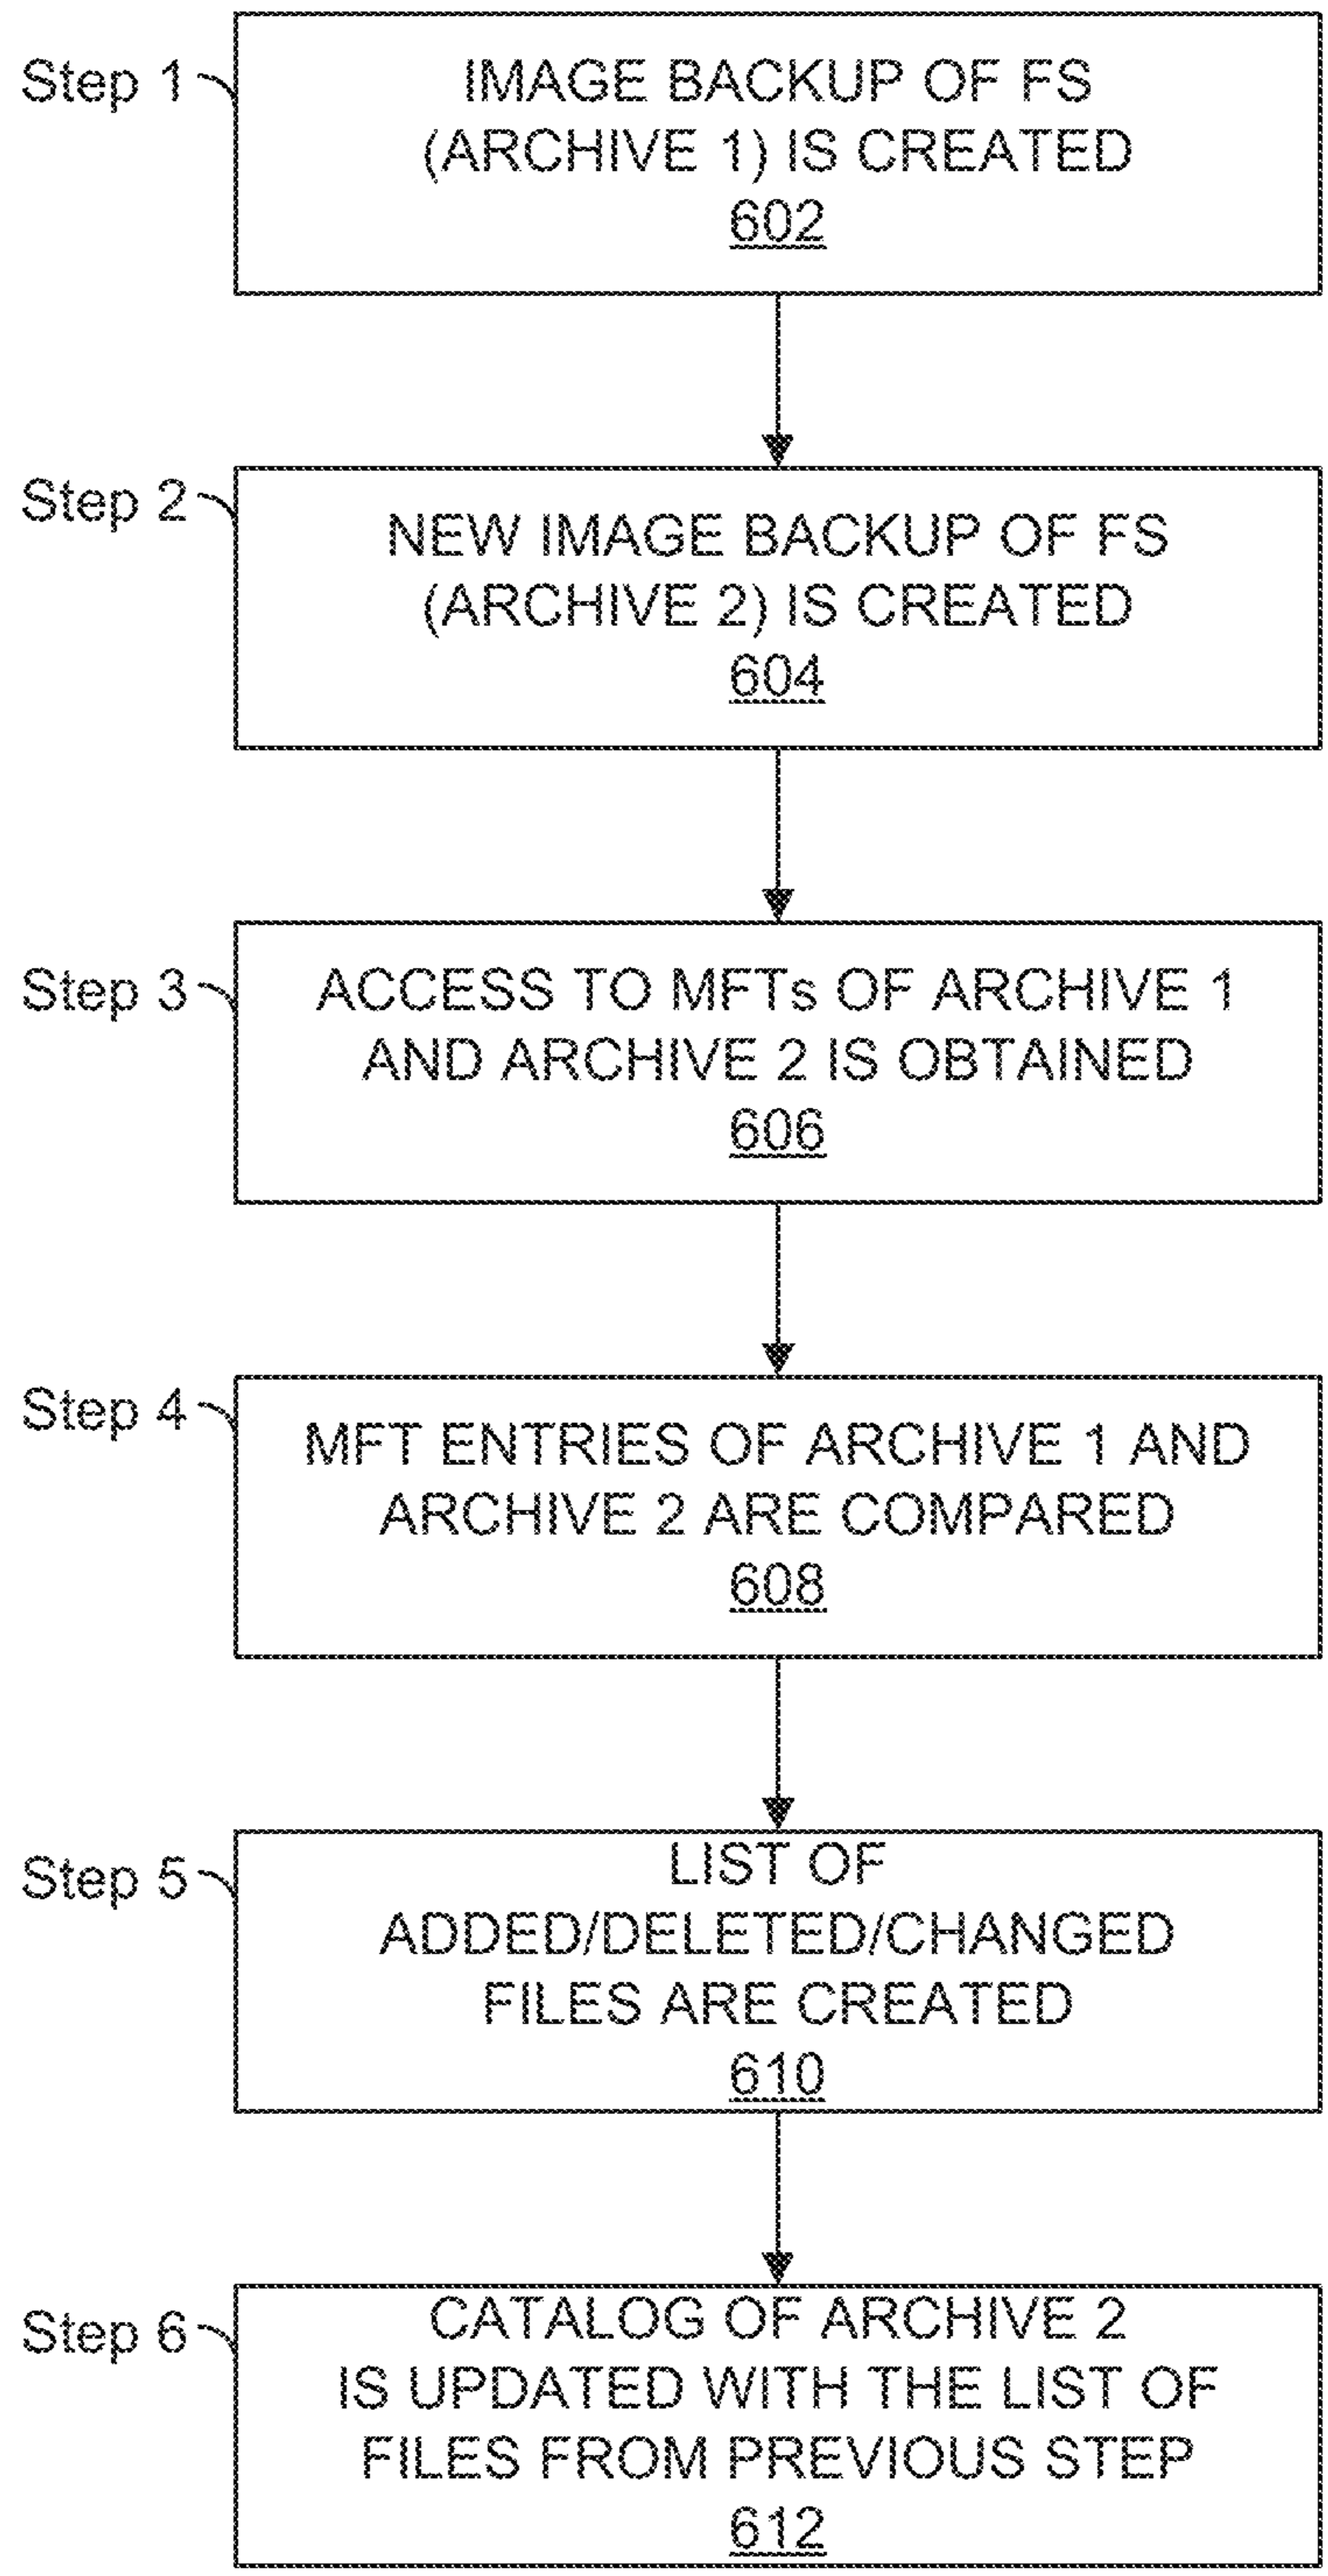 Step 1
IMAGE BACKUP OF FS
(ARCHIVE 1) IS CREATED
602
Step 2
NEW IMAGE BACKUP OF FS
(ARCHIVE 2) IS CREATED
604
Step 3
ACCESS TO MFTs OF ARCHIVE 1
AND ARCHIVE 2 IS OBTAINED
606
Step 4
MFT ENTRIES OF ARCHIVE 1 AND
ARCHIVE 2 ARE COMPARED
608
Step 5
LIST OF
ADDED/DELETED/CHANGED
FILES ARE CREATED
610
Step 6
CATALOG OF ARCHIVE 2
IS UPDATED WITH THE LIST OF
FILES FROM PREVIOUS STEP
612